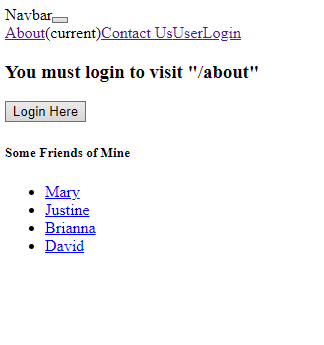 Navbar
About(current)Contact UsUserLogin
You must login to visit "/about"
Login Here
Some Friends of Mine
Mary
Justine
Brianna
David